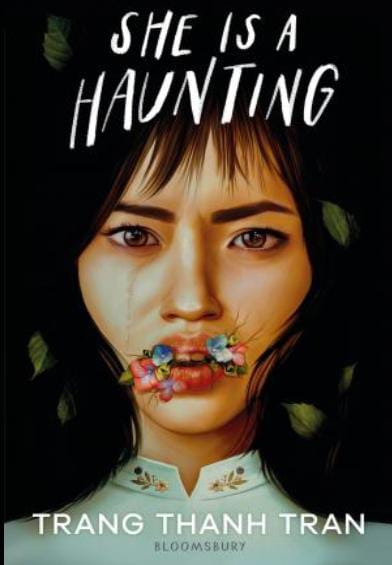 SHE IS A
HAUNTING
TRANG THANH TRAN
BLOOMSBURY